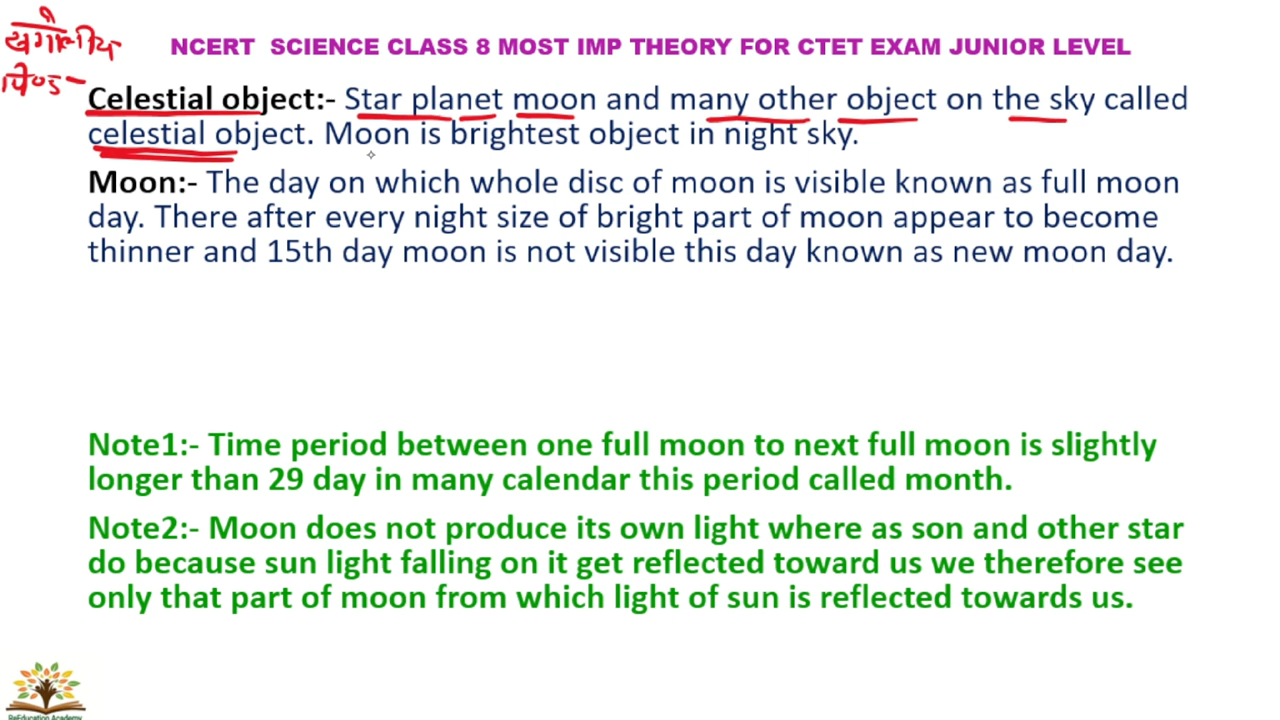 खगोलीय
पिण्ड-
NCERT SCIENCE CLASS 8 MOST IMP THEORY FOR CTET EXAM JUNIOR LEVEL
Celestial object:- Star planet moon and many other object on the sky called
celestial object. Moon is brightest object in night sky.
Moon:- The day on which whole disc of moon is visible known as full moon
day. There after every night size of bright part of moon appear to become
thinner and 15th day moon is not visible this day known as new moon day.
Note1:- Time period between one full moon to next full moon is slightly
longer than 29 day in many calendar this period called month.
Note2:- Moon does not produce its own light where as son and other star
do because sun light falling on it get reflected toward us we therefore see
only that part of moon from which light of sun is reflected towards us.
Education Academy